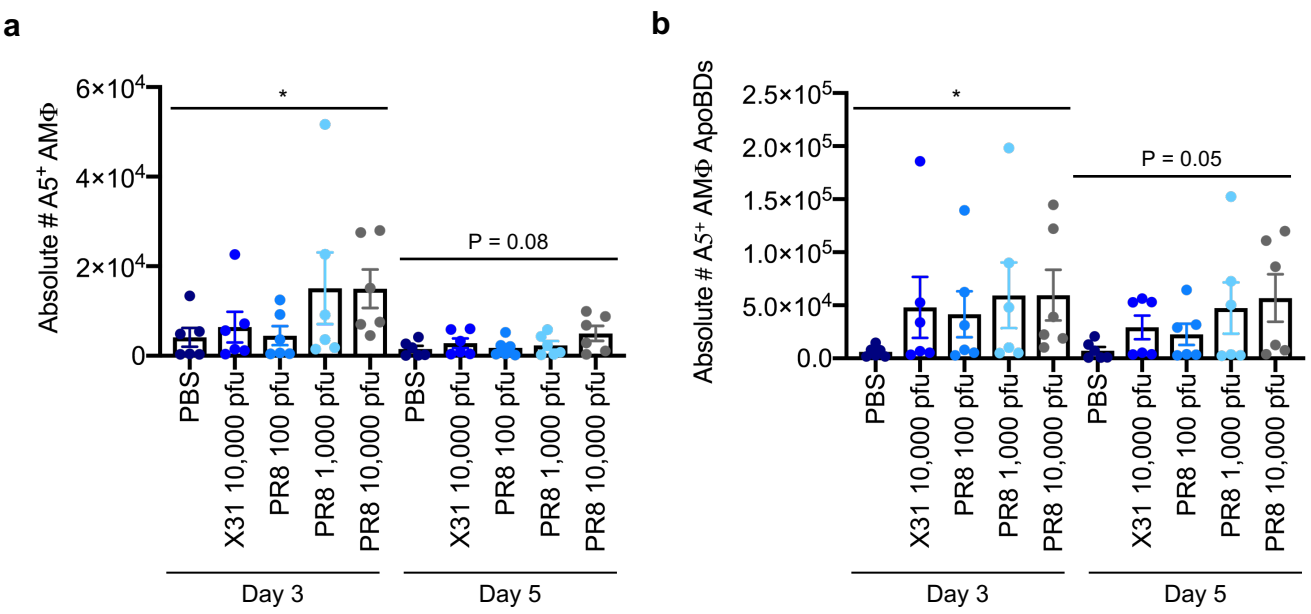 a
Absolute # A5⁺ AMΦ
6×10⁴
4×10⁴
2×10⁴
0
*
P = 0.08
PBS
X31 10,000 pfu
PR8 100 pfu
PR8 1,000 pfu
PR8 10,000 pfu
PBS
X31 10,000 pfu
PR8 100 pfu
PR8 1,000 pfu
PR8 10,000 pfu
Day 3
Day 5
b
Absolute # A5⁺ AMΦ ApoBDs
2.5×10⁵
2.0×10⁵
1.5×10⁵
1.0×10⁵
5.0×10⁴
0.0
*
P = 0.05
PBS
X31 10,000 pfu
PR8 100 pfu
PR8 1,000 pfu
PR8 10,000 pfu
PBS
X31 10,000 pfu
PR8 100 pfu
PR8 1,000 pfu
PR8 10,000 pfu
Day 3
Day 5